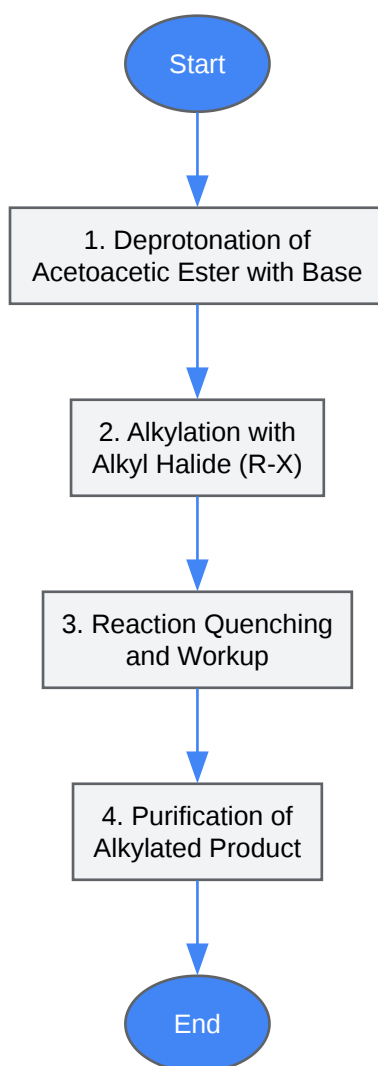 Start
1. Deprotonation of
Acetoacetic Ester with Base
2. Alkylation with
Alkyl Halide (R-X)
3. Reaction Quenching
and Workup
4. Purification of
Alkylated Product
End